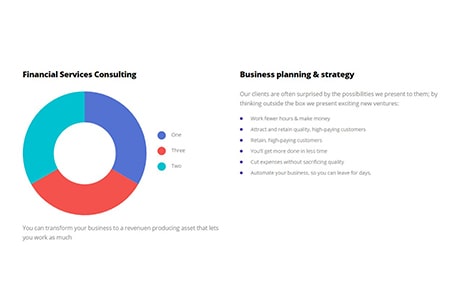 Financial Services Consulting
One
Three
Two
You can transform your business to a revenuen producing asset that lets
you work as much
Business planning & strategy
Our clients are often surprised by the possibilities we present to them; by
thinking outside the box we present exciting new ventures:
Work fewer hours & make money
Attract and retain quality, high-paying customers
Retain high-paying customers
You'll get more done in less time
Cut expenses without sacrificing quality
Automate your business, so you can leave for days.